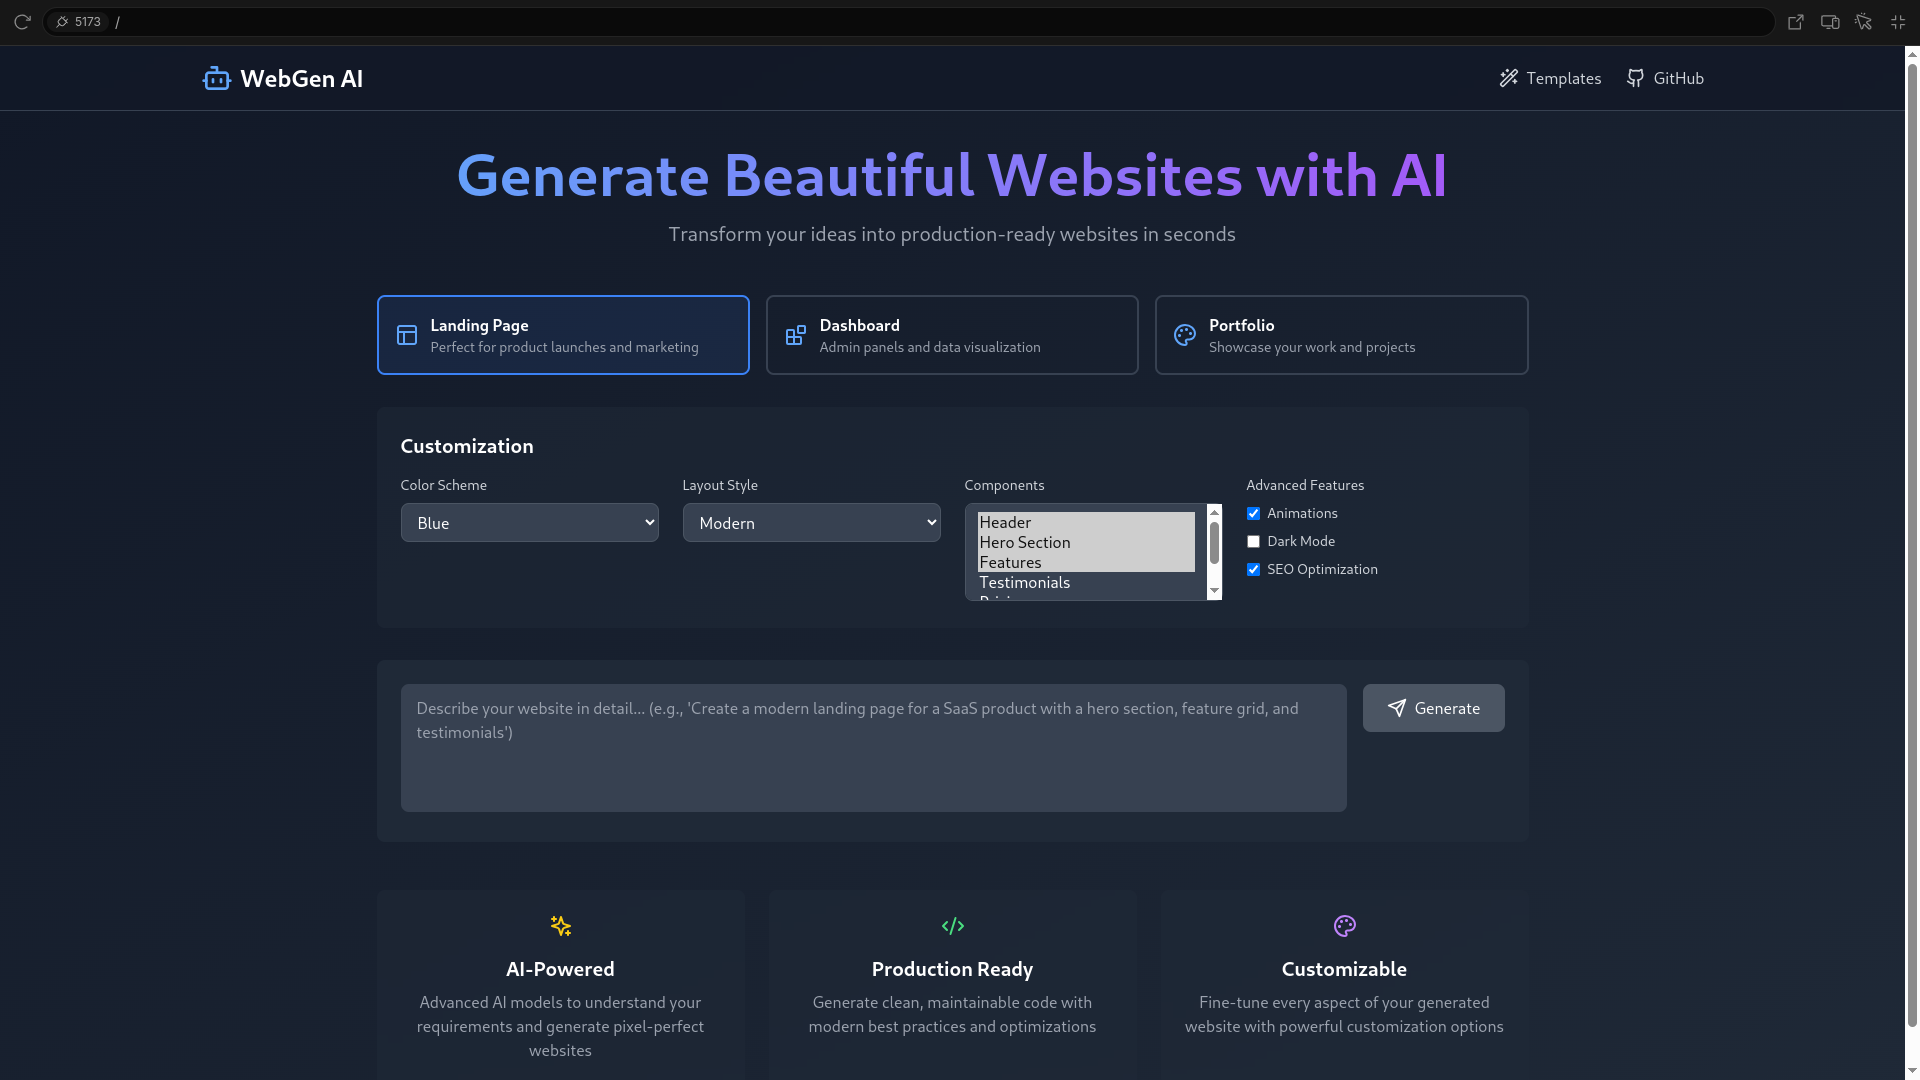 5173 /
WebGen AI
Templates
GitHub
Generate Beautiful Websites with AI
Transform your ideas into production-ready websites in seconds
Landing Page
Perfect for product launches and marketing
Dashboard
Admin panels and data visualization
Portfolio
Showcase your work and projects
Customization
Color Scheme
Blue
Layout Style
Modern
Components
Header
Hero Section
Features
Testimonials
Advanced Features
Animations
Dark Mode
SEO Optimization
Describe your website in detail... (e.g., 'Create a modern landing page for a SaaS product with a hero section, feature grid, and
testimonials')
Generate
AI-Powered
Advanced AI models to understand your
requirements and generate pixel-perfect
websites
Production Ready
Generate clean, maintainable code with
modern best practices and optimizations
Customizable
Fine-tune every aspect of your generated
website with powerful customization options